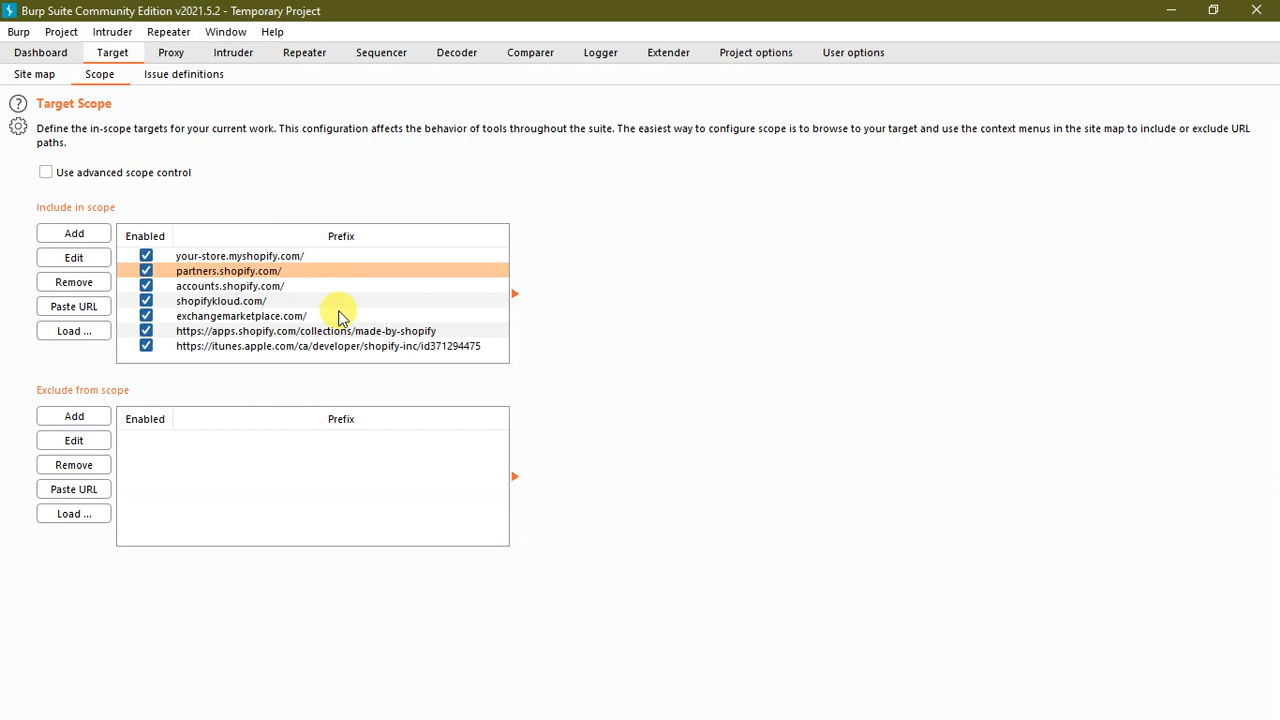 Burp Suite Community Edition v2021.5.2 - Temporary Project
Burp Project Intruder Repeater Window Help
Dashboard Target Proxy Intruder Repeater Sequencer Decoder Comparer Logger Extender Project options User options
Site map Scope Issue definitions
? Target Scope
Define the in-scope targets for your current work. This configuration affects the behavior of tools throughout the suite. The easiest way to configure scope is to browse to your target and use the context menus in the site map to include or exclude URL
paths.
Use advanced scope control
Include in scope
Add
Edit
Remove
Paste URL
Load ...
Enabled Prefix
your-store.myshopify.com/
partners.shopify.com/
accounts.shopify.com/
shopifykloud.com/
exchangemarketplace.com/
https://apps.shopify.com/collections/made-by-shopify
https://itunes.apple.com/ca/developer/shopify-inc/id371294475
Exclude from scope
Add
Edit
Remove
Paste URL
Load ...
Enabled Prefix